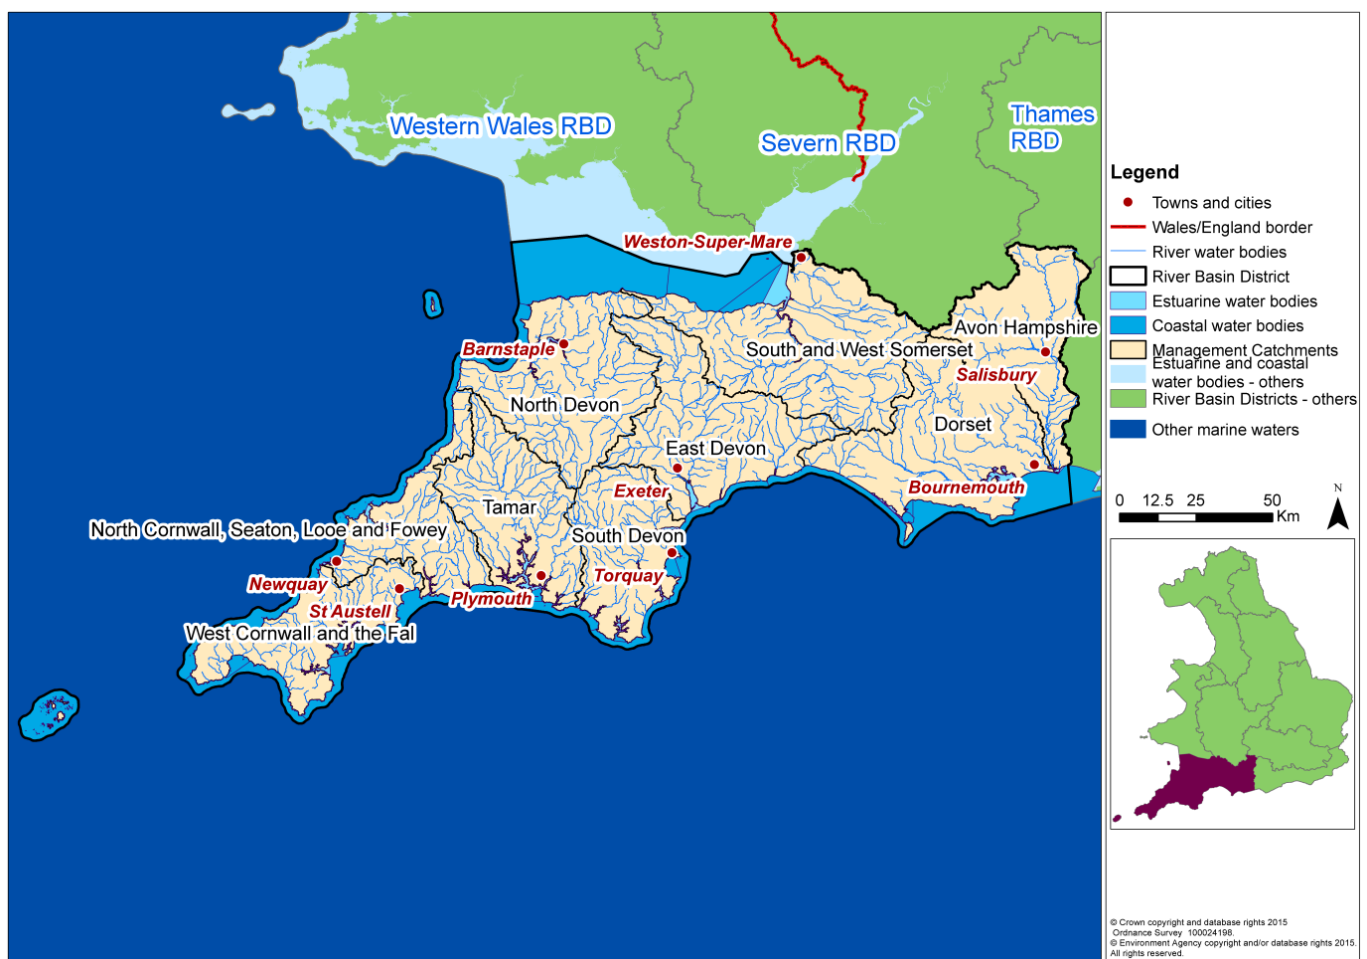 Western Wales RBD
Severn RBD
Thames
RBD
Weston-Super-Mare
Barnstaple
South and West Somerset
Avon Hampshire
Salisbury
North Devon
Dorset
East Devon
Exeter
Bournemouth
Tamar
North Cornwall, Seaton, Looe and Fowey
South Devon
Newquay
Torquay
Plymouth
St Austell
West Cornwall and the Fal
Legend
Towns and cities
Wales/England border
River water bodies
River Basin District
Estuarine water bodies
Coastal water bodies
Management Catchments
Estuarine and coastal
water bodies - others
River Basin Districts - others
Other marine waters
0 12.5 25 50
Km
N
© Crown copyright and database rights 2015
Ordnance Survey 100024198.
© Environment Agency copyright and/or database rights 2015.
All rights reserved.